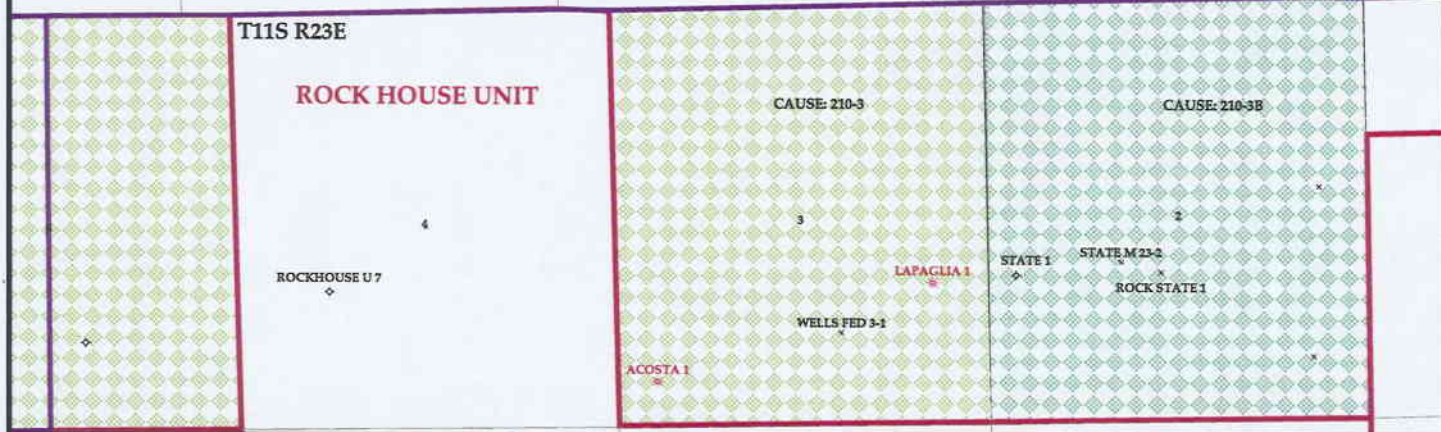 T11S R23E
ROCK HOUSE UNIT
CAUSE: 210-3
CAUSE: 210-3B
4
3
2
ROCKHOUSE U 7
LAPAGLIA 1
STATE 1
STATE M 23-2
ROCK STATE 1
WELLS FED 3-1
ACOSTA 1